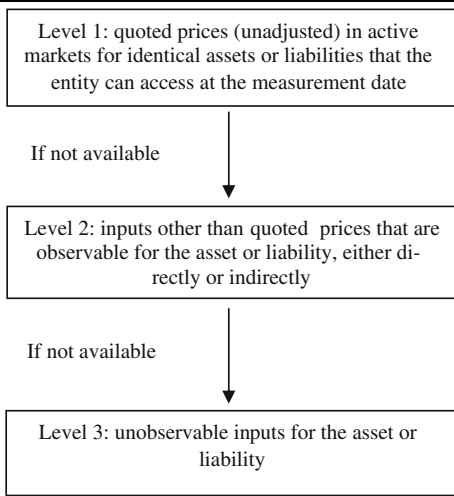 Level 1: quoted prices (unadjusted) in active
markets for identical assets or liabilities that the
entity can access at the measurement date
If not available
Level 2: inputs other than quoted prices that are
observable for the asset or liability, either di-
rectly or indirectly
If not available
Level 3: unobservable inputs for the asset or
liability